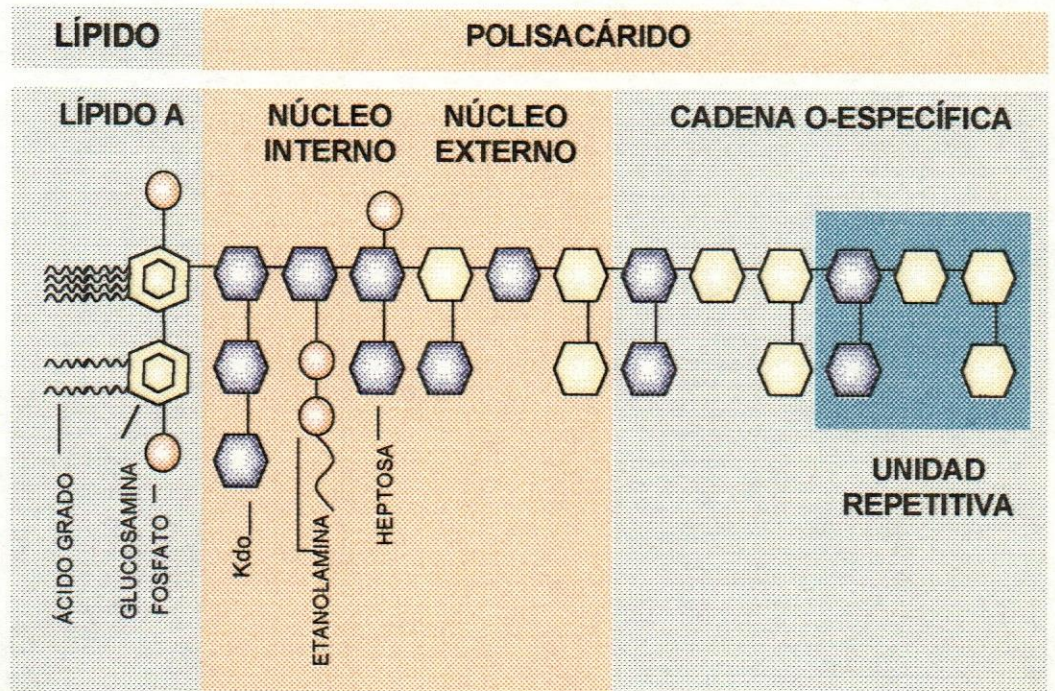 LÍPIDO
POLISACÁRIDO
LÍPIDO A
NÚCLEO
INTERNO
NÚCLEO
EXTERNO
CADENA O-ESPECÍFICA
UNIDAD
REPETITIVA
ÁCIDO GRADO
GLUCOSAMINA
FOSFATO
Kdo
ETANOLAMINA
HEPTOSA